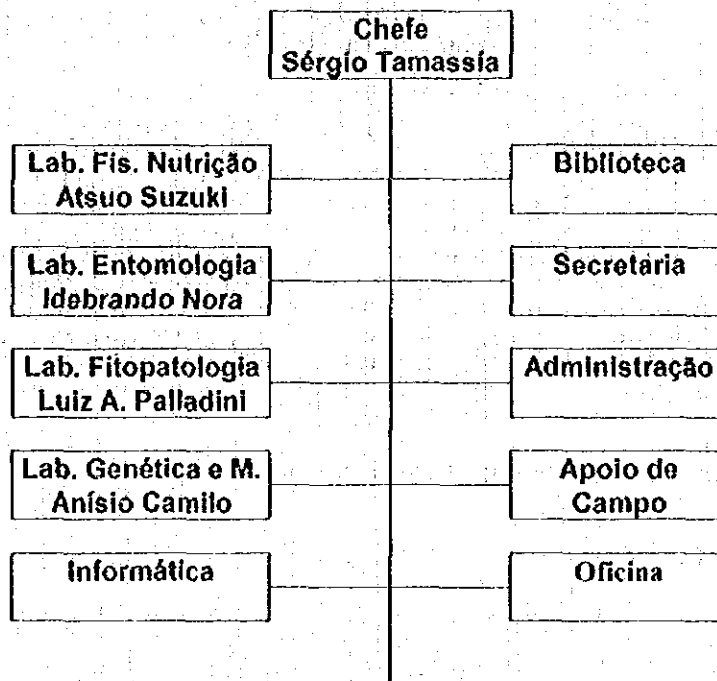 Chefe
Sérgio Tamassia
Lab. Fis. Nutrição
Atsuo Suzuki
Biblioteca
Lab. Entomologia
Idebrando Nora
Secretaria
Lab. Fitopatologia
Luiz A. Palladini
Administração
Lab. Genética e M.
Anísio Camilo
Apoio de
Campo
Informática
Oficina